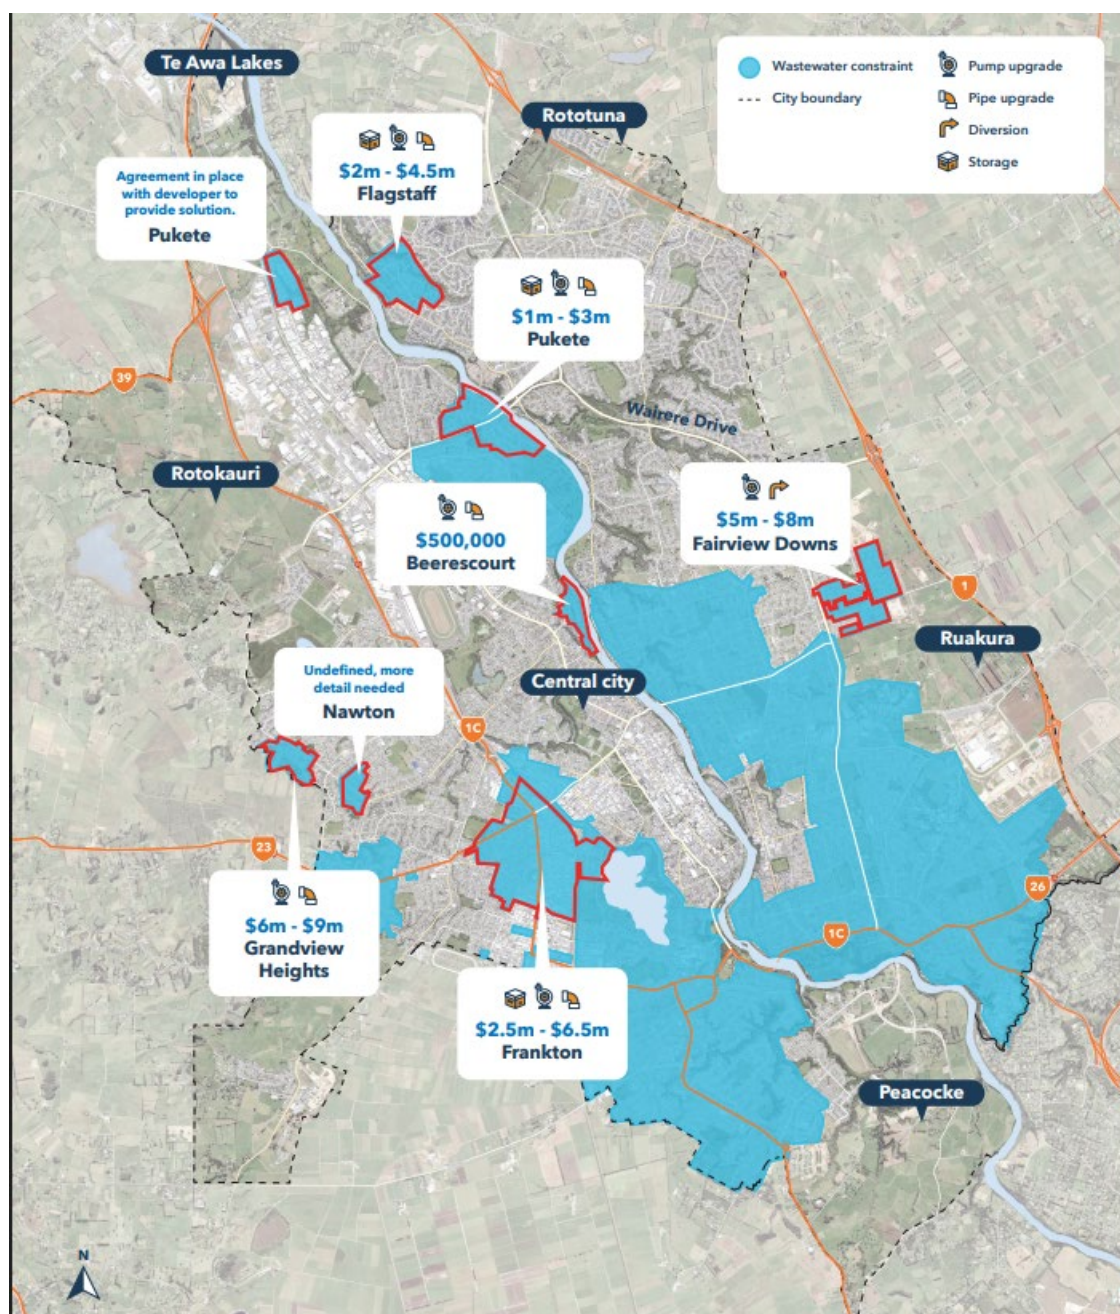 Te Awa Lakes
Wastewater constraint
City boundary
Pump upgrade
Pipe upgrade
Diversion
Storage
Rototuna
$2m - $4.5m
Flagstaff
Agreement in place
with developer to
provide solution.
Pukete
$1m - $3m
Pukete
39
Wairere Drive
Rotokauri
$5m - $8m
Fairview Downs
$500,000
Beerescourt
1
Ruakura
Undefined, more
detail needed
Nawton
Central city
1C
23
26
$6m - $9m
Grandview
Heights
1C
$2.5m - $6.5m
Frankton
Peacocke
N